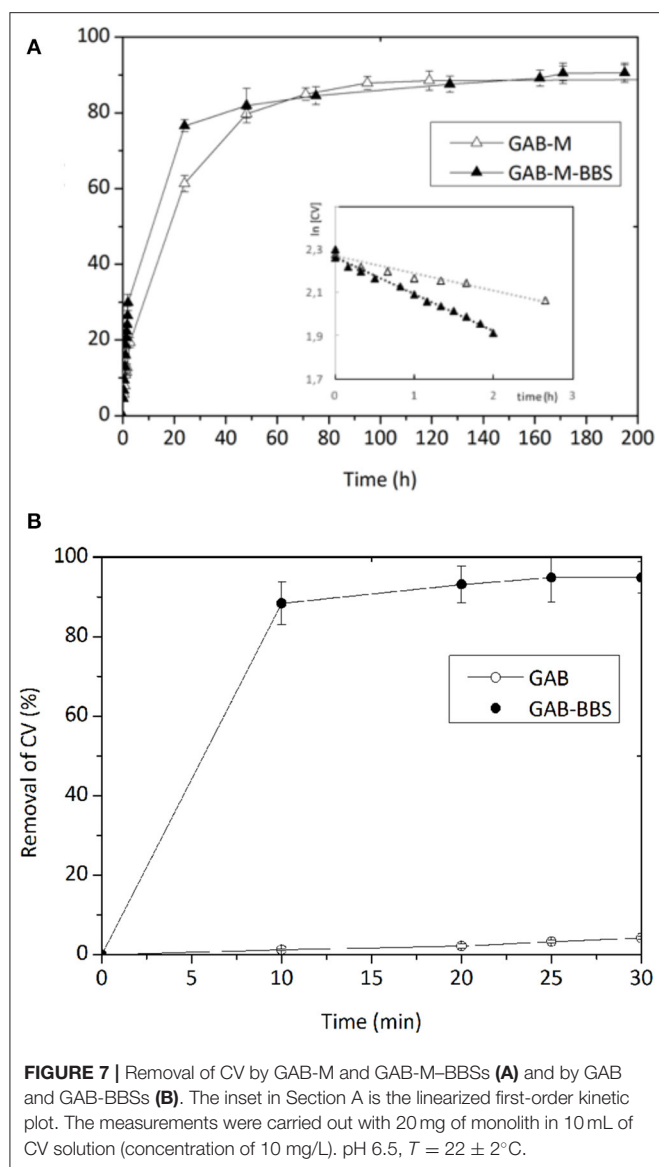 A
100
80
60
40
20
0
0 20 40 60 80 100 120 140 160 180 200
Time (h)
GAB-M
GAB-M-BBS
ln [CV]
2,3
2,1
1,9
1,7
0 1 2 3
time (h)
B
Removal of CV (%)
100
80
60
40
20
0
0 5 10 15 20 25 30
Time (min)
GAB
GAB-BBS
FIGURE 7 | Removal of CV by GAB-M and GAB-M–BBSs (A) and by GAB
and GAB-BBSs (B). The inset in Section A is the linearized first-order kinetic
plot. The measurements were carried out with 20 mg of monolith in 10 mL of
CV solution (concentration of 10 mg/L). pH 6.5, T = 22 ± 2°C.